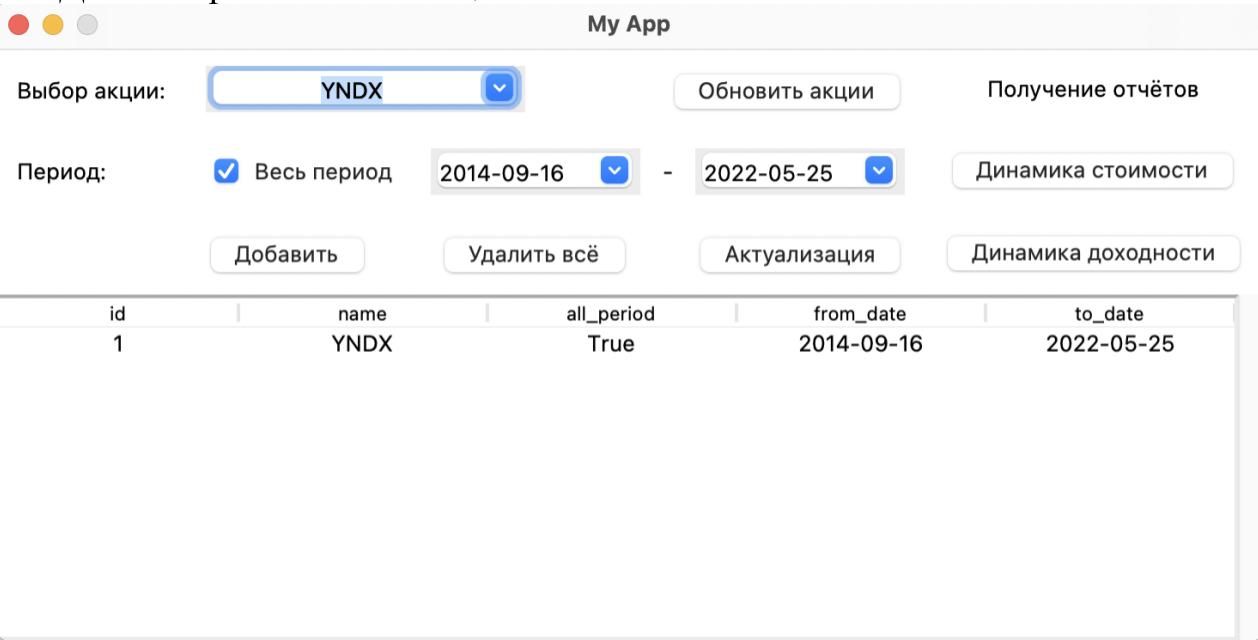 My App
Выбор акции: YNDX Обновить акции Получение отчётов
Период: Весь период 2014-09-16 - 2022-05-25 Динамика стоимости
Добавить Удалить всё Актуализация Динамика доходности
id name all_period from_date to_date
1 YNDX True 2014-09-16 2022-05-25